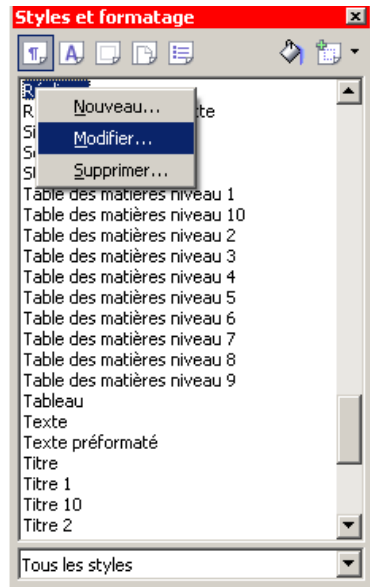 Styles et formatage
Nouveau...
te
Modifier...
Supprimer...
Table des matières niveau 1
Table des matières niveau 10
Table des matières niveau 2
Table des matières niveau 3
Table des matières niveau 4
Table des matières niveau 5
Table des matières niveau 6
Table des matières niveau 7
Table des matières niveau 8
Table des matières niveau 9
Tableau
Texte
Texte préformaté
Titre
Titre 1
Titre 10
Titre 2
Tous les styles